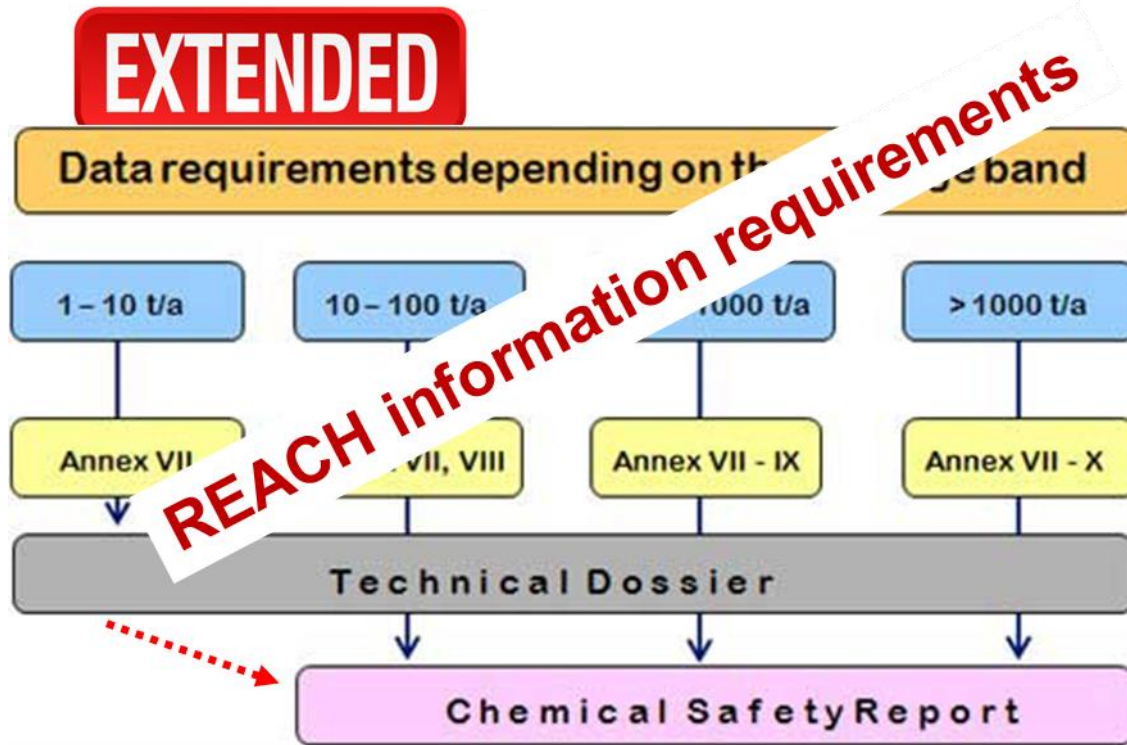 EXTENDED
REACH information requirements
Data requirements depending on th ge band
1 – 10 t/a
10 – 100 t/a
1000 t/a
> 1000 t/a
Annex VII
VII, VIII
Annex VII - IX
Annex VII - X
Technical Dossier
Chemical Safety Report